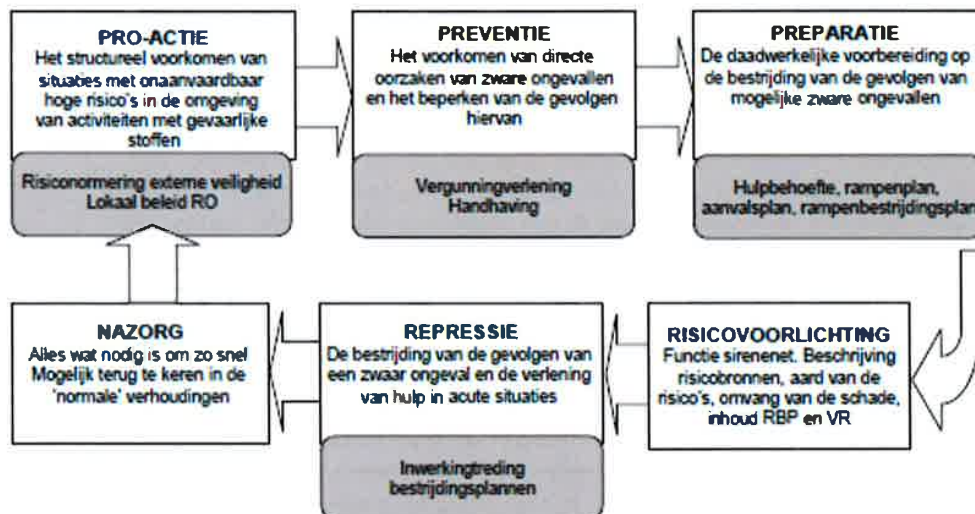 PRO-ACTIE
Het structureel voorkomen van
situaties met onaanvaardbaar
hoge risico's in de omgeving
van activiteiten met gevaarlijke
stoffen
Risiconormering externe veiligheid
Lokaal beleid RO
PREVENTIE
Het voorkomen van directe
oorzaken van zware ongevallen
en het beperken van de gevolgen
hiervan
Vergunningverlening
Handhaving
PREPARATIE
De daadwerkelijke voorbereiding op
de bestrijding van de gevolgen van
mogelijke zware ongevallen
Hulpbehoefte, rampenplan,
aanvalsplan, rampenbestrijdingsplan
NAZORG
Alles wat nodig is om zo snel
Mogelijk terug te keren in de
'normale' verhoudingen
REPRESSIE
De bestrijding van de gevolgen van
een zwaar ongeval en de verlening
van hulp in acute situaties
Inwerkingtreding
bestrijdingsplannen
RISICOVOORLICHTING
Functie sirenenet. Beschrijving
risicobronnen, aard van de
risico's, omvang van de schade,
inhoud RBP en VR